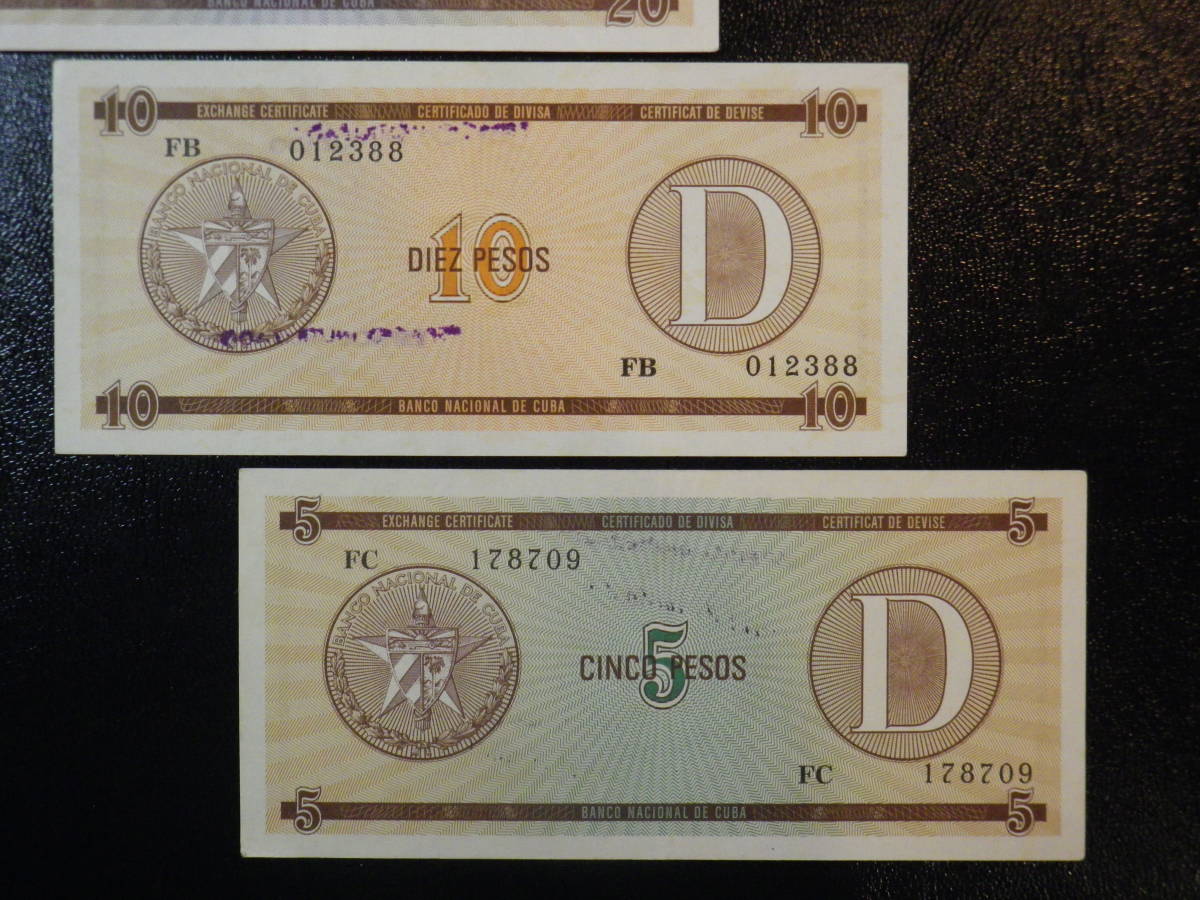 BANCO NACIONAL DE CUBA 20
10 EXCHANGE CERTIFICATE CERTIFICADO DE DIVISA CERTIFICAT DE DEVISE 10
FB 012388
BANCO NACIONAL DE CUBA
10
DIEZ PESOS
D
FB 012388
10 BANCO NACIONAL DE CUBA 10
5 EXCHANGE CERTIFICATE CERTIFICADO DE DIVISA CERTIFICAT DE DEVISE 5
FC 178709
BANCO NACIONAL DE CUBA
5
CINCO PESOS
D
FC 178709
5 BANCO NACIONAL DE CUBA 5